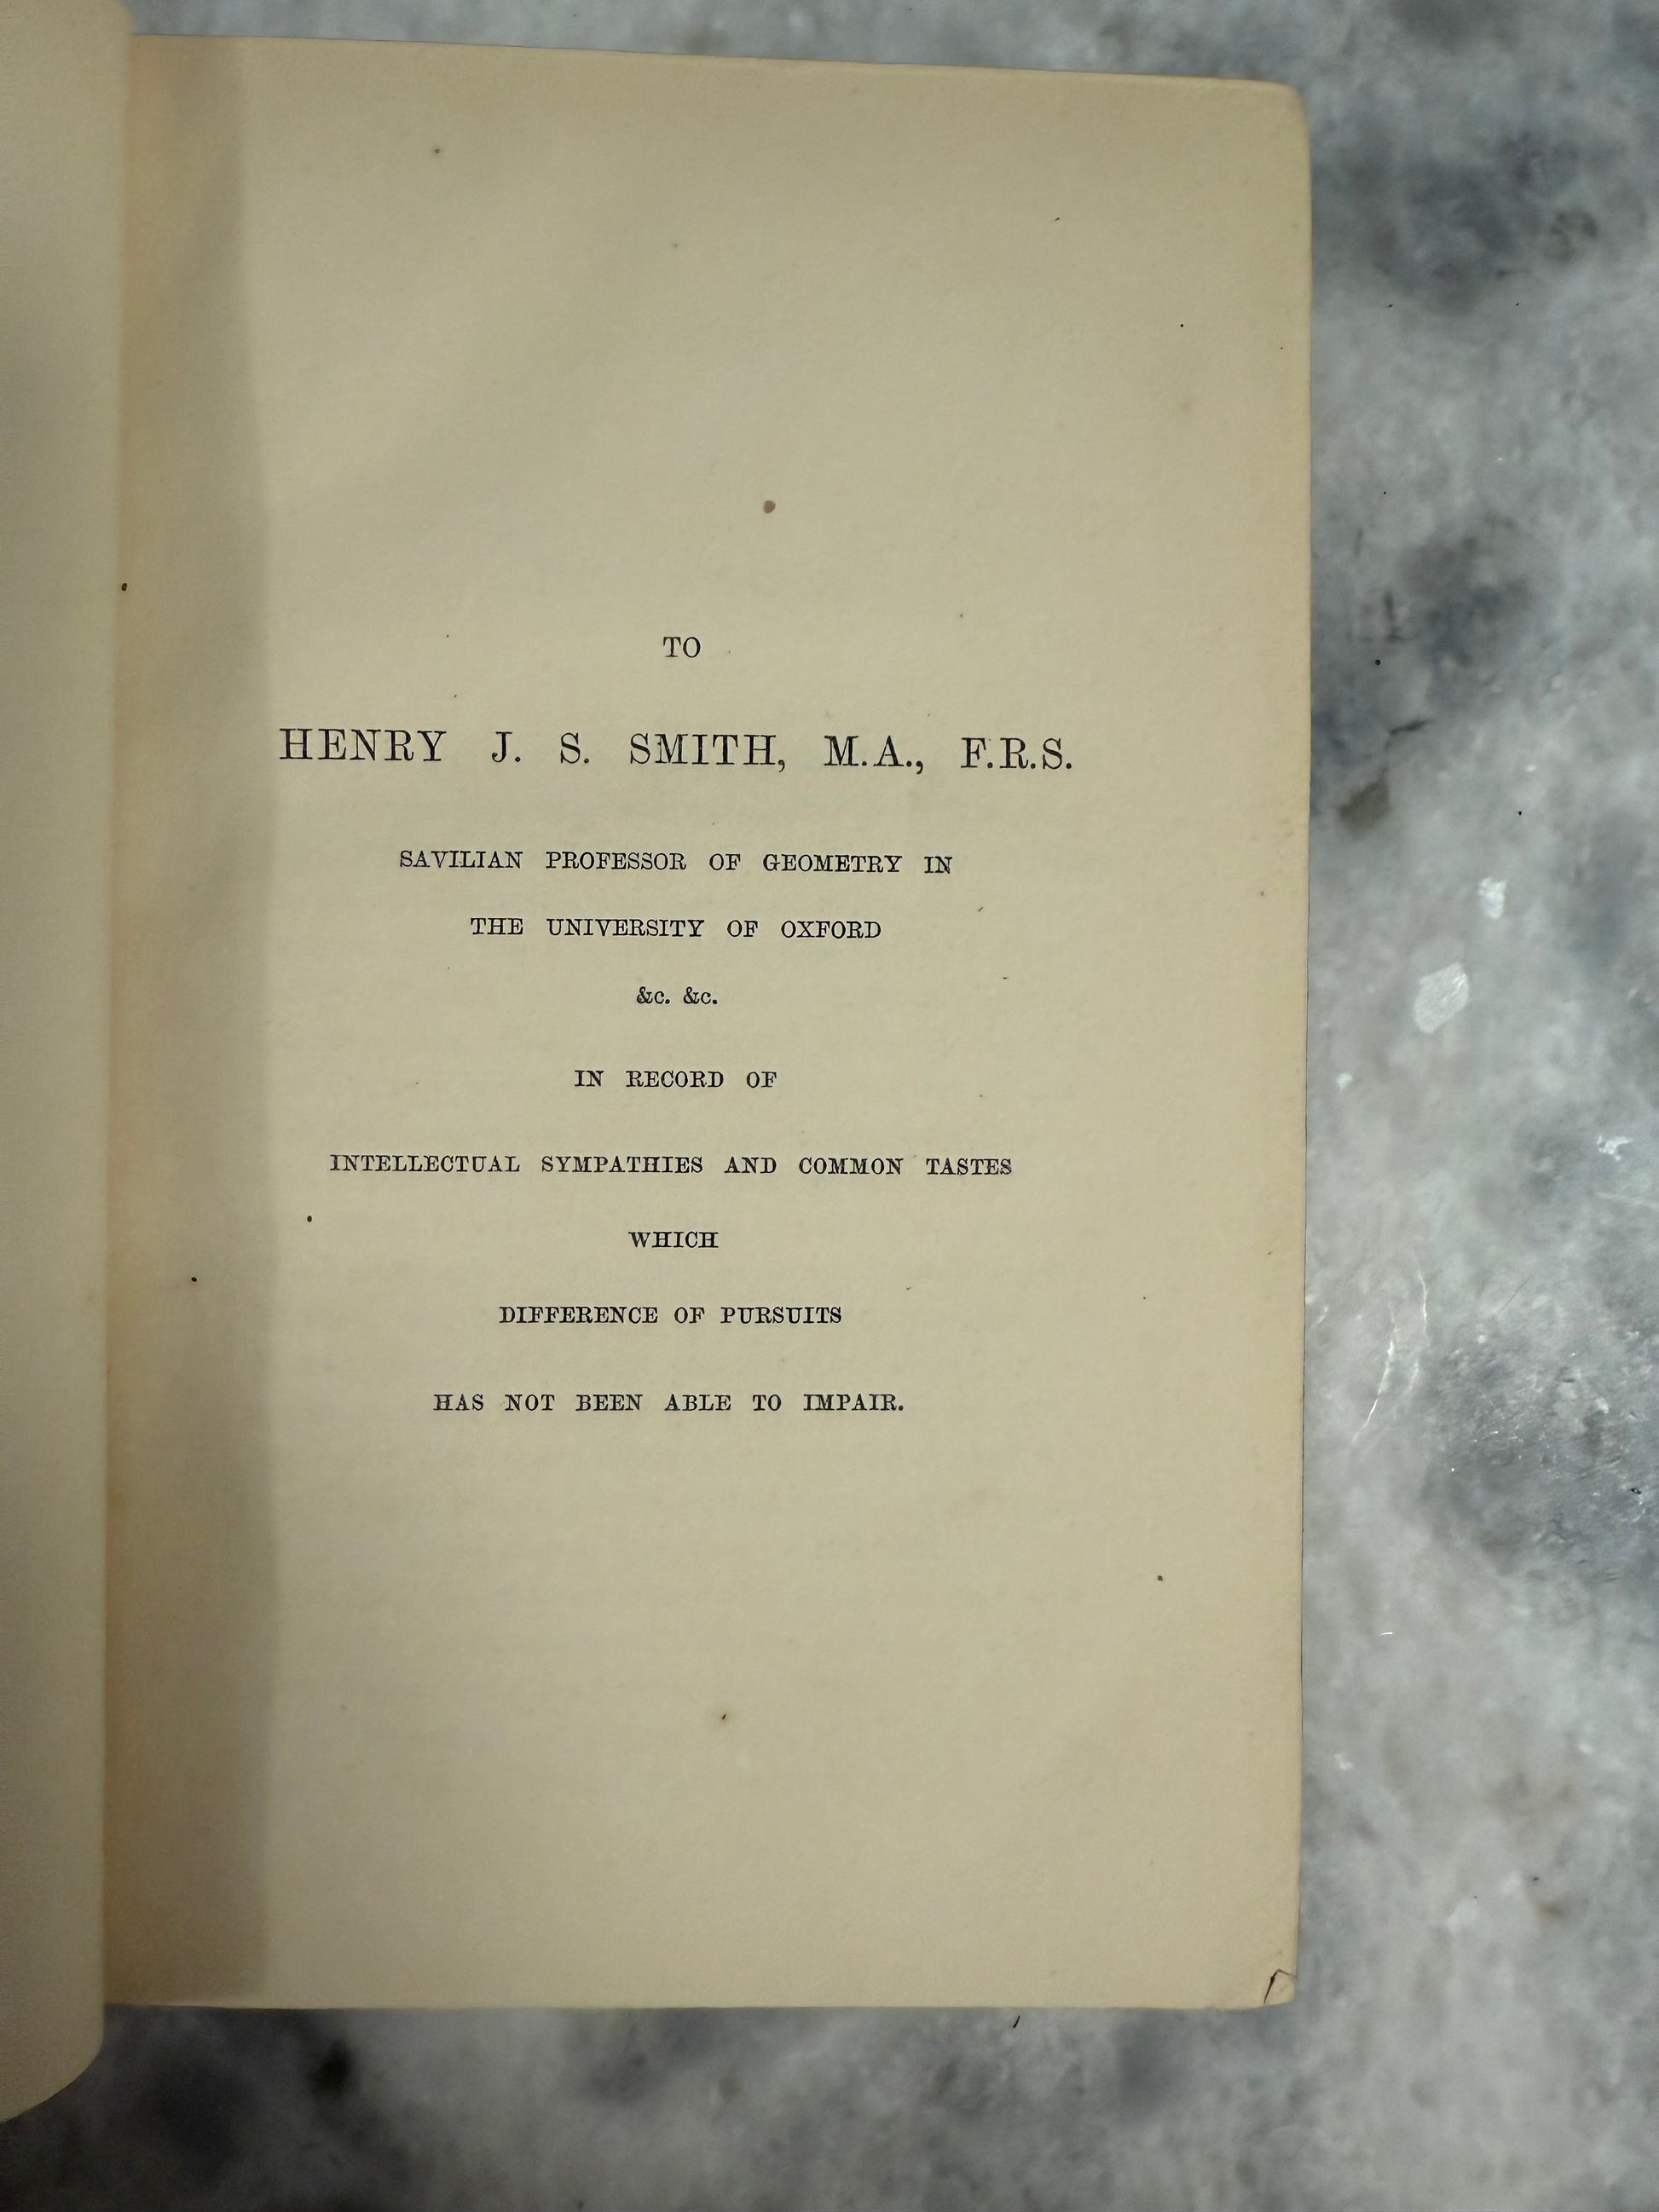 TO
HENRY J. S. SMITH, M.A., F.R.S.
SAVILIAN PROFESSOR OF GEOMETRY IN
THE UNIVERSITY OF OXFORD
&c. &c.
IN RECORD OF
INTELLECTUAL SYMPATHIES AND COMMON TASTES
WHICH
DIFFERENCE OF PURSUITS
HAS NOT BEEN ABLE TO IMPAIR.